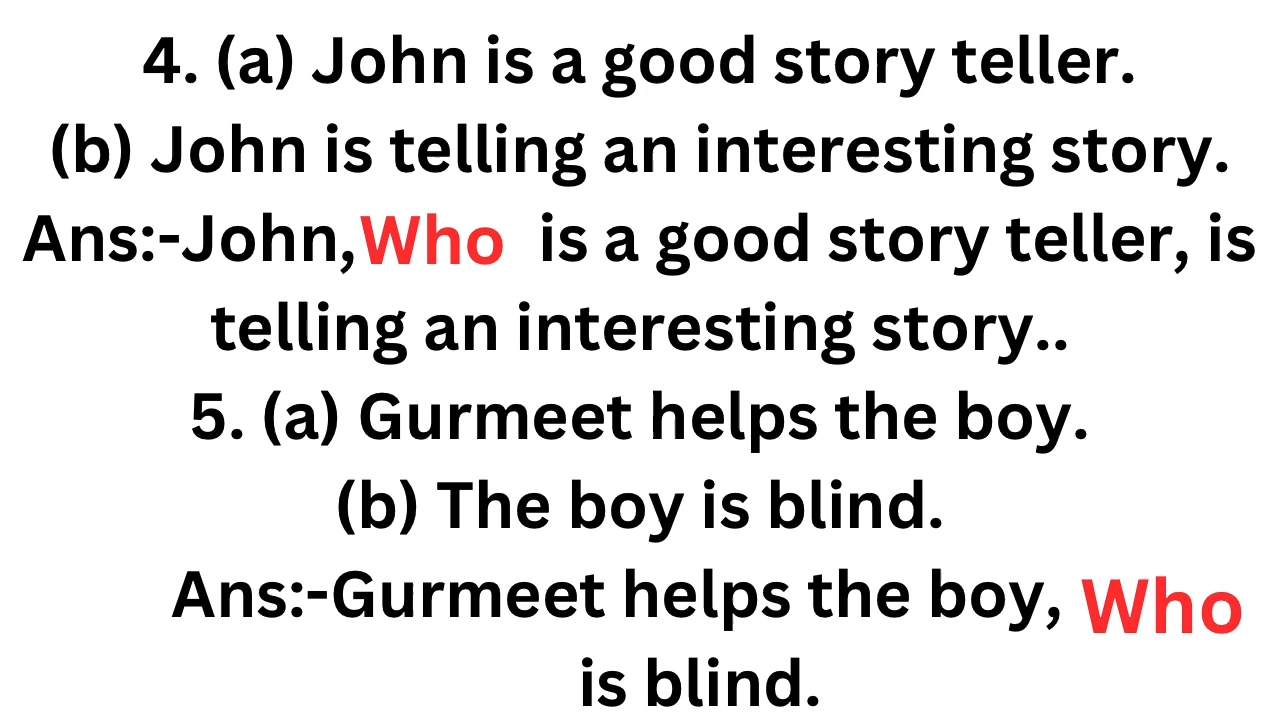 4. (a) John is a good story teller.
(b) John is telling an interesting story.
Ans:-John,Who is a good story teller, is
telling an interesting story..
5. (a) Gurmeet helps the boy.
(b) The boy is blind.
Ans:-Gurmeet helps the boy, Who
is blind.